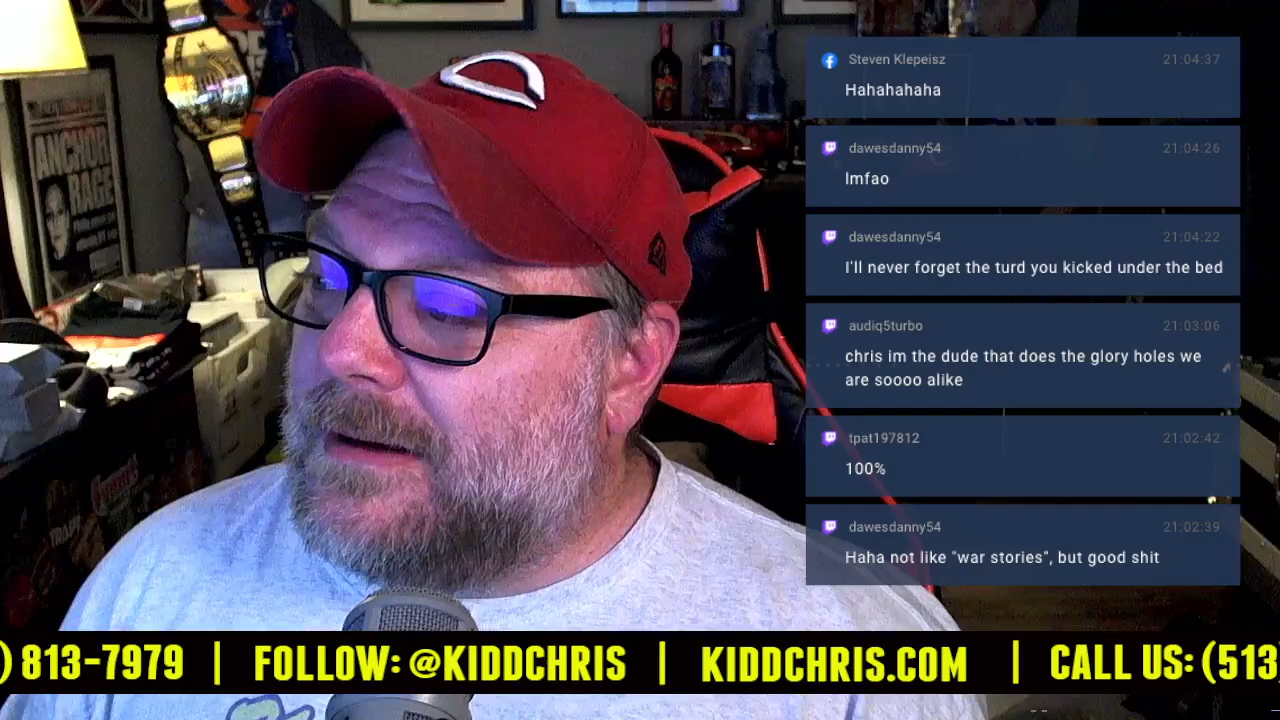 ANCHOR
RAGE
Steven Klepeisz 21:04:37
Hahahahaha
dawesdanny54 21:04:26
lmfao
dawesdanny54 21:04:22
I'll never forget the turd you kicked under the bed
audiq5turbo 21:03:06
chris im the dude that does the glory holes we
are soooo alike
tpat197812 21:02:42
100%
dawesdanny54 21:02:39
Haha not like "war stories", but good shit
) 813-7979 | FOLLOW: @KIDDCHRIS | KIDDCHRIS.COM | CALL US: (513